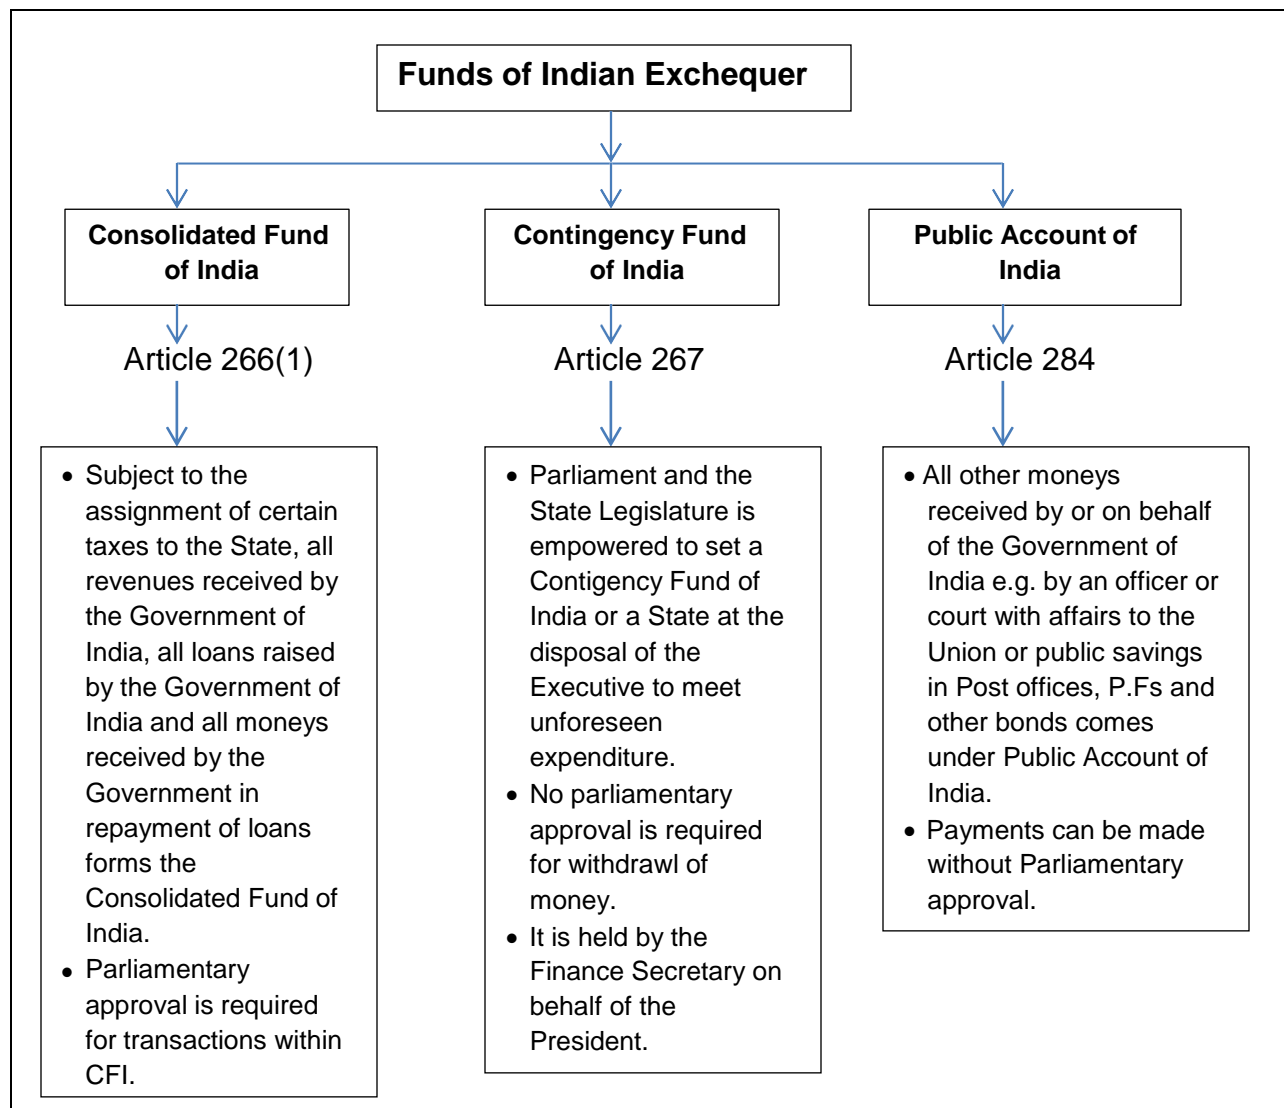 Funds of Indian Exchequer
Consolidated Fund
of India
Article 266(1)
• Subject to the
assignment of certain
taxes to the State, all
revenues received by
the Government of
India, all loans raised
by the Government of
India and all moneys
received by the
Government in
repayment of loans
forms the
Consolidated Fund of
India.
• Parliamentary
approval is required
for transactions within
CFI.
Contingency Fund
of India
Article 267
• Parliament and the
State Legislature is
empowered to set a
Contigency Fund of
India or a State at the
disposal of the
Executive to meet
unforeseen
expenditure.
• No parliamentary
approval is required
for withdrawl of
money.
• It is held by the
Finance Secretary on
behalf of the
President.
Public Account of
India
Article 284
• All other moneys
received by or on behalf
of the Government of
India e.g. by an officer or
court with affairs to the
Union or public savings
in Post offices, P.Fs and
other bonds comes
under Public Account of
India.
• Payments can be made
without Parliamentary
approval.